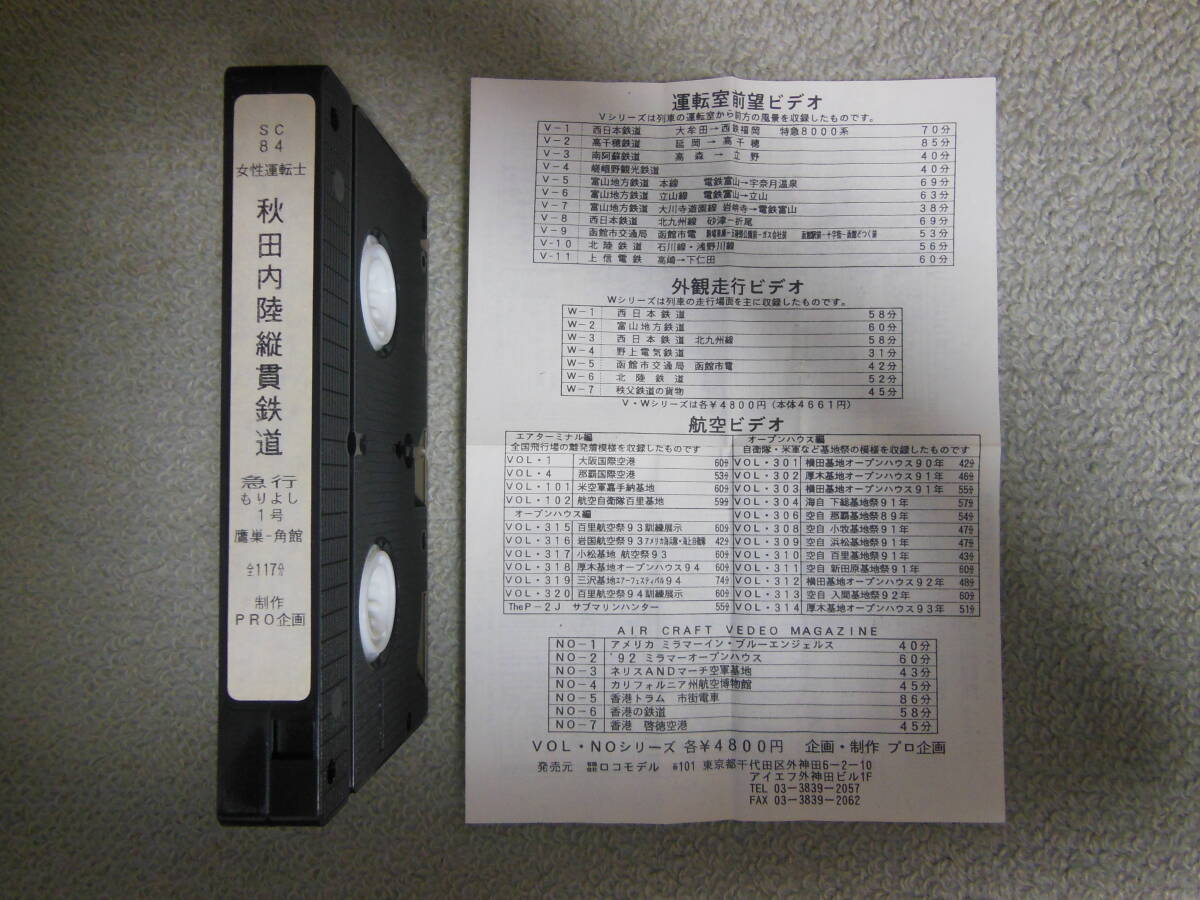 SC
84
女性運転士
秋田内陸縦貫鉄道
急行
もりよし
1号
鷹巣-角館
全117分
制作
PRO企画
運転室前望ビデオ
Vシリーズは列車の運転室から前方の風景を収録したものです。
V-1 西日本鉄道 大牟田→西鉄福岡 特急8000系 70分
V-2 高千穂鉄道 延岡→高千穂 85分
V-3 南阿蘇鉄道 高森→立野 40分
V-4 嵯峨野観光鉄道 40分
V-5 富山地方鉄道 本線 電鉄富山→宇奈月温泉 69分
V-6 富山地方鉄道 立山線 電鉄富山→立山 63分
V-7 富山地方鉄道 大川寺遊園線 岩峅寺→電鉄富山 38分
V-8 西日本鉄道 北九州線 砂津-折尾 69分
V-9 函館市交通局 函館市電 53分
V-10 北陸鉄道 石川線・浅野川線 56分
V-11 上信電鉄 高崎→下仁田 60分
外観走行ビデオ
Wシリーズは列車の走行場面を主に収録したものです。
W-1 西日本鉄道 58分
W-2 富山地方鉄道 60分
W-3 西日本鉄道 北九州線 58分
W-4 野上電気鉄道 31分
W-5 函館市交通局 函館市電 42分
W-6 北陸鉄道 52分
W-7 秩父鉄道の貨物 45分
V・Wシリーズは各¥4800円(本体4661円)
航空ビデオ
エアターミナル編
全国飛行場の離発着模様を収録したものです
VOL・1 大阪国際空港 60分
VOL・4 那覇国際空港 53分
VOL・101 米空軍嘉手納基地 60分
VOL・102 航空自衛隊百里基地 59分
オープンハウス編
VOL・315 百里航空祭93訓練展示 60分
VOL・316 岩国航空祭93アメリカ海兵隊・海上自衛隊 42分
VOL・317 小松基地 航空祭93 60分
VOL・318 厚木基地オープンハウス94 60分
VOL・319 三沢基地エアーフェスティバル94 74分
VOL・320 百里航空祭94訓練展示 60分
TheP-2J サブマリンハンター 55分
オープンハウス編
自衛隊・米軍など基地祭の模様を収録したものです
VOL・301 横田基地オープンハウス90年 42分
VOL・302 厚木基地オープンハウス91年 46分
VOL・303 横田基地オープンハウス91年 55分
VOL・304 海自 下総基地祭91年 57分
VOL・306 空自 那覇基地祭89年 54分
VOL・308 空自 小牧基地祭91年 47分
VOL・309 空自 浜松基地祭91年 47分
VOL・310 空自 百里基地祭91年 43分
VOL・311 空自 新田原基地祭91年 60分
VOL・312 横田基地オープンハウス92年 48分
VOL・313 空自 入間基地祭92年 60分
VOL・314 厚木基地オープンハウス93年 51分
AIR CRAFT VEDEO MAGAZINE
NO-1 アメリカ ミラマーイン・ブルーエンジェルス 40分
NO-2 '92 ミラマーオープンハウス 60分
NO-3 ネリスANDマーチ空軍基地 43分
NO-4 カリフォルニア州航空博物館 45分
NO-5 香港トラム 市街電車 86分
NO-6 香港の鉄道 58分
NO-7 香港 啓徳空港 45分
VOL・NOシリーズ 各¥4800円 企画・制作 プロ企画
発売元 有限会社 ロコモデル 〒101 東京都千代田区外神田6-2-10
アイエフ外神田ビル1F
TEL 03-3839-2057
FAX 03-3839-2062